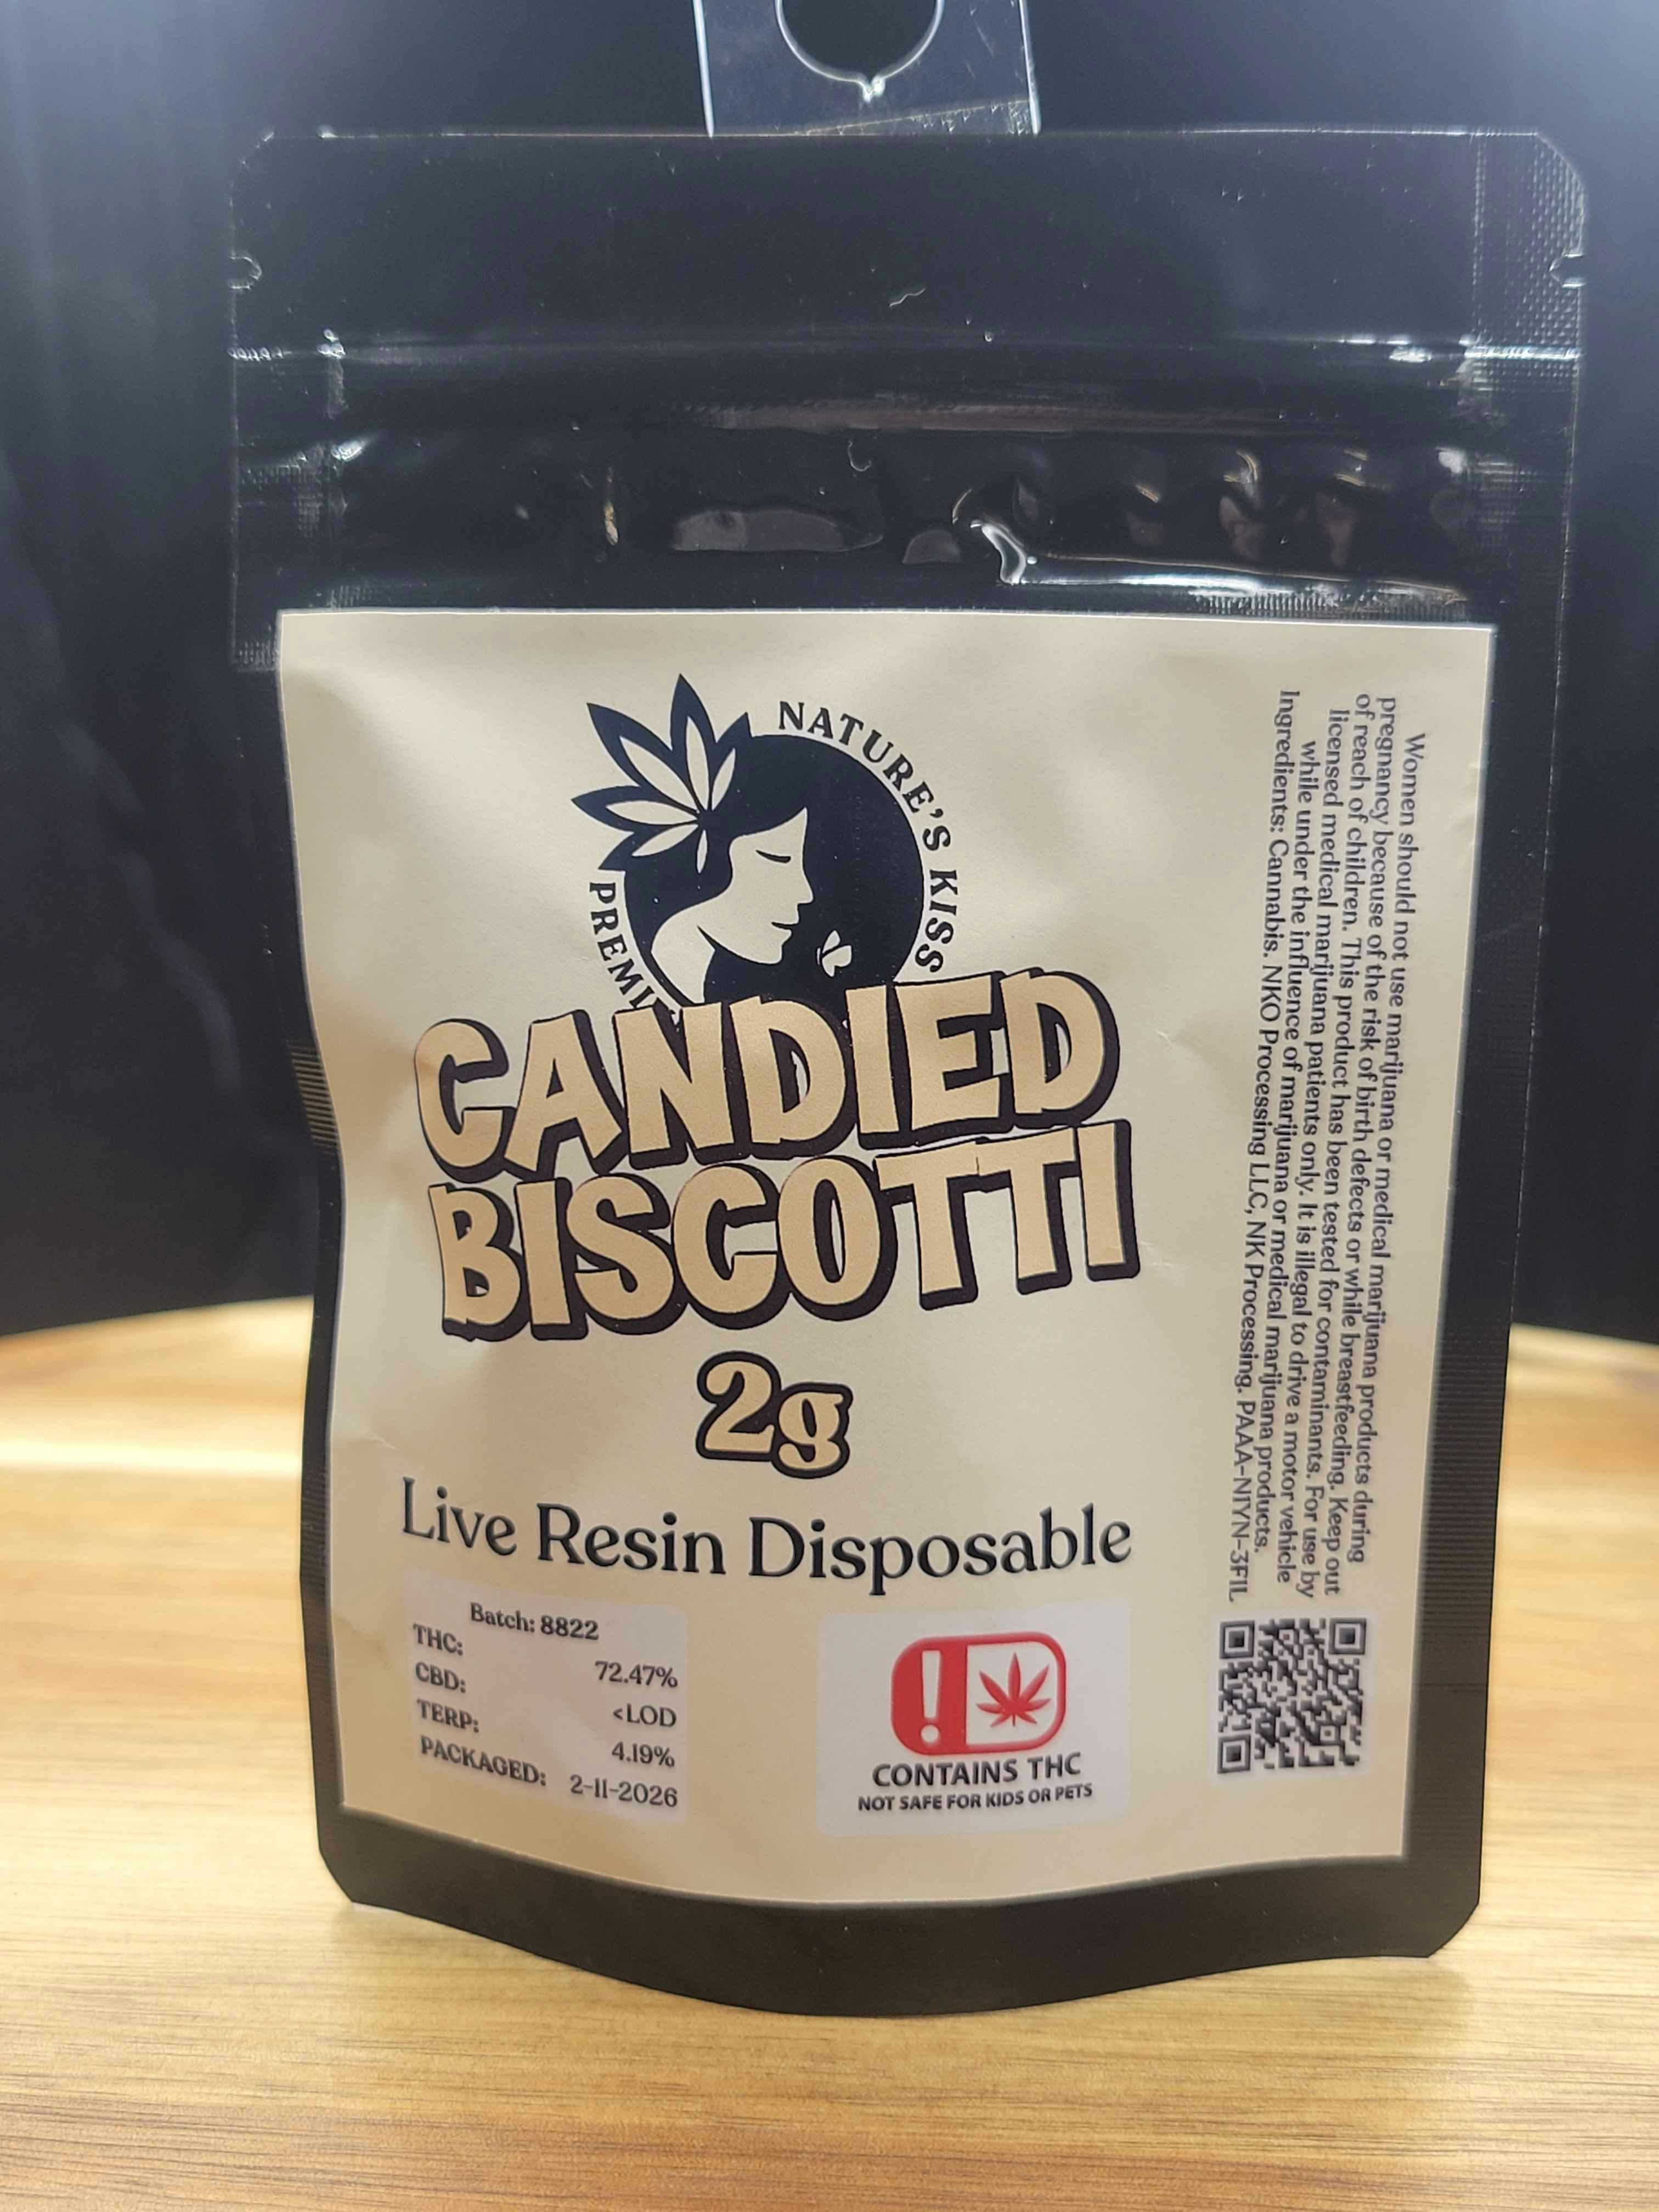 NATURE'S KISS
PREMI
CANDIED
BISCOTTI
2g
Live Resin Disposable
Batch: 8822
THC: 72.47%
CBD: <LOD
TERP: 4.19%
PACKAGED: 2-11-2026
CONTAINS THC
NOT SAFE FOR KIDS OR PETS
Women should not use marijuana or medical marijuana products during
pregnancy because of the risk of birth defects or while breastfeeding. Keep out
of reach of children. This product has been tested for contaminants. For use by
licensed medical marijuana patients only. It is illegal to drive a motor vehicle
while under the influence of marijuana or medical marijuana products.
Ingredients: Cannabis. NKO Processing LLC, NK Processing. PAAA-N1YN-3FIL